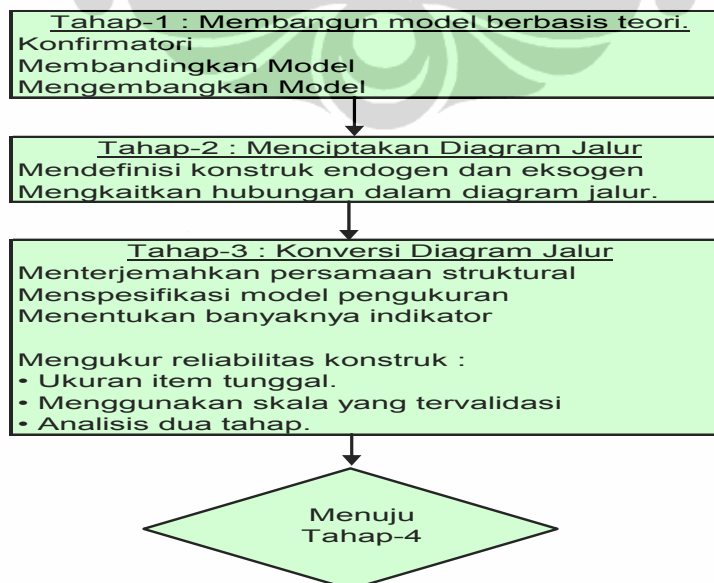 Tahap-1 : Membangun model berbasis teori.
Konfirmatori
Membandingkan Model
Mengembangkan Model
Tahap-2 : Menciptakan Diagram Jalur
Mendefinisi konstruk endogen dan eksogen
Mengkaitkan hubungan dalam diagram jalur.
Tahap-3 : Konversi Diagram Jalur
Menterjemahkan persamaan struktural
Menspesifikasi model pengukuran
Menentukan banyaknya indikator
Mengukur reliabilitas konstruk :
• Ukuran item tunggal.
• Menggunakan skala yang tervalidasi
• Analisis dua tahap.
Menuju
Tahap-4